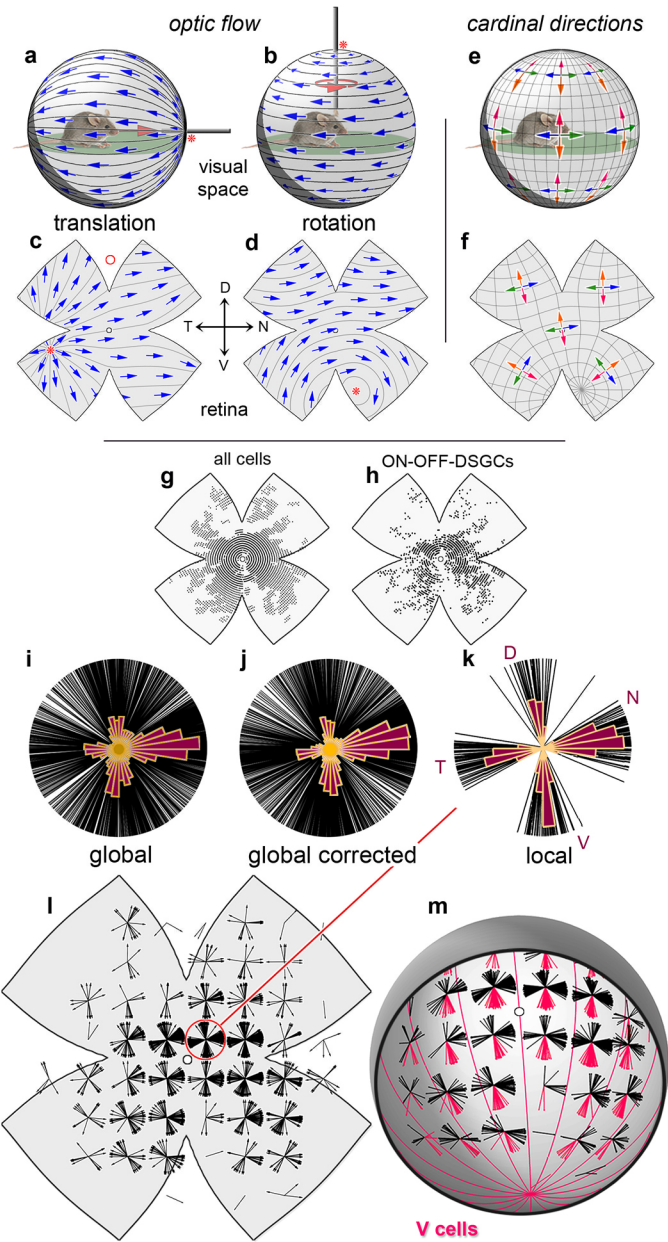 optic flow
cardinal directions
a
b
e
visual
space
translation
rotation
c
d
f
D
T
N
V
retina
all cells
ON-OFF-DSGCs
g
h
i
j
k
D
N
T
V
global
global corrected
local
l
m
V cells